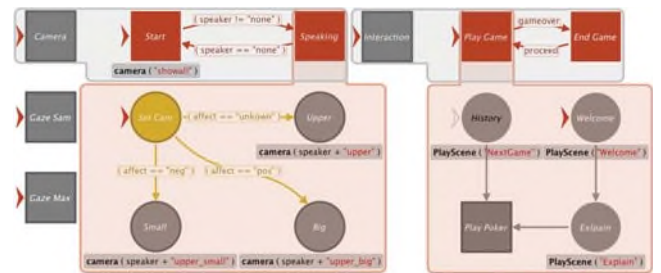 Camera
Start
( speaker != "none" )
( speaker == "none" )
Speaking
camera ( "showall" )
Interaction
Play Game
gameover
proceed
End Game
Gaze Sam
Set Cam
( affect == "unkown" )
Upper
camera ( speaker + "upper" )
( affect == "neg" )
( affect == "pos" )
Gaze Max
Small
Big
camera ( speaker + "upper_small" )
camera ( speaker + "upper_big" )
History
Welcome
PlayScene ( "NextGame" )
PlayScene ( "Welcome" )
Play Poker
Exlpain
PlayScene ( "Explain" )